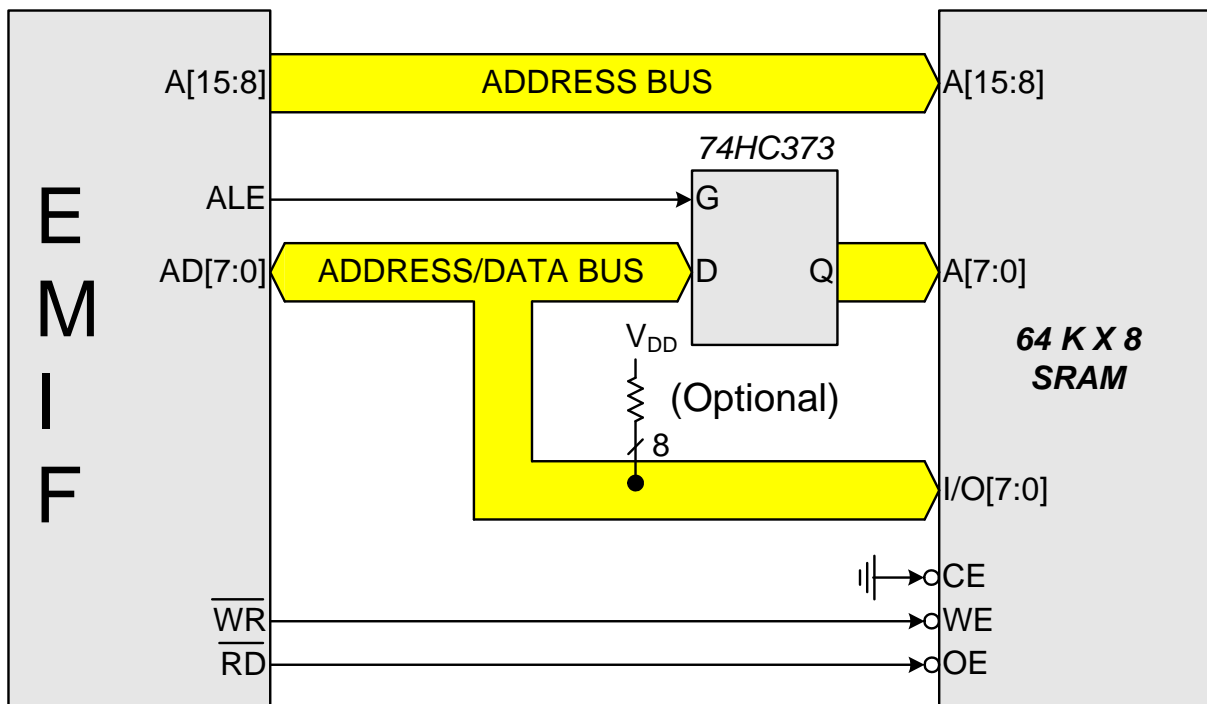 A[15:8] ADDRESS BUS A[15:8]
74HC373
ALE G
AD[7:0] ADDRESS/DATA BUS D Q A[7:0]
E
M
I
F
VDD
(Optional)
8
64 K X 8
SRAM
I/O[7:0]
CE
WR WE
RD OE